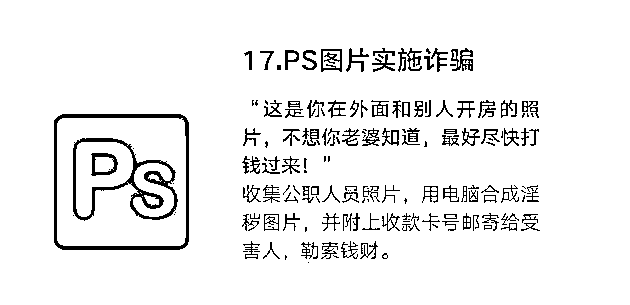 17.PS图片实施诈骗
“这是你在外面和别人开房的照
片，不想你老婆知道，最好尽快打
钱过来！”
收集公职人员照片，用电脑合成淫
秽图片，并附上收款卡号邮寄给受
害人，勒索钱财。
Ps